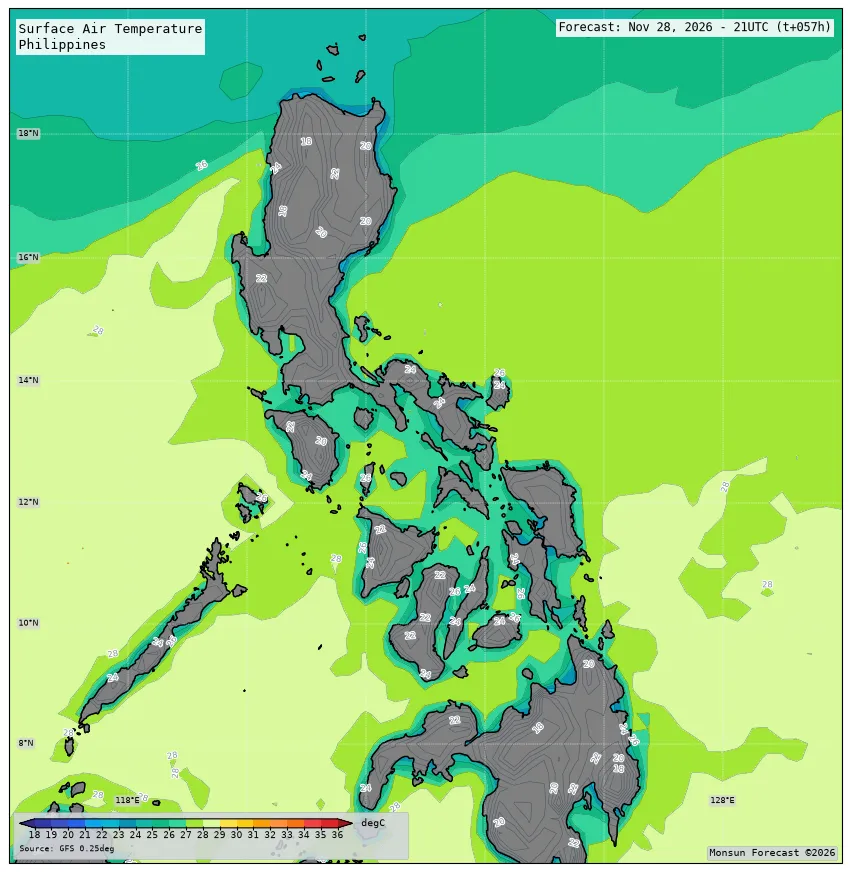 Surface Air Temperature
Philippines
Forecast: Nov 28, 2026 - 21UTC (t+057h)
18°N
16°N
14°N
12°N
10°N
8°N
118°E
128°E
18 19 20 21 22 23 24 25 26 27 28 29 30 31 32 33 34 35 36
degC
Source: GFS 0.25deg
Monsun Forecast ©2026